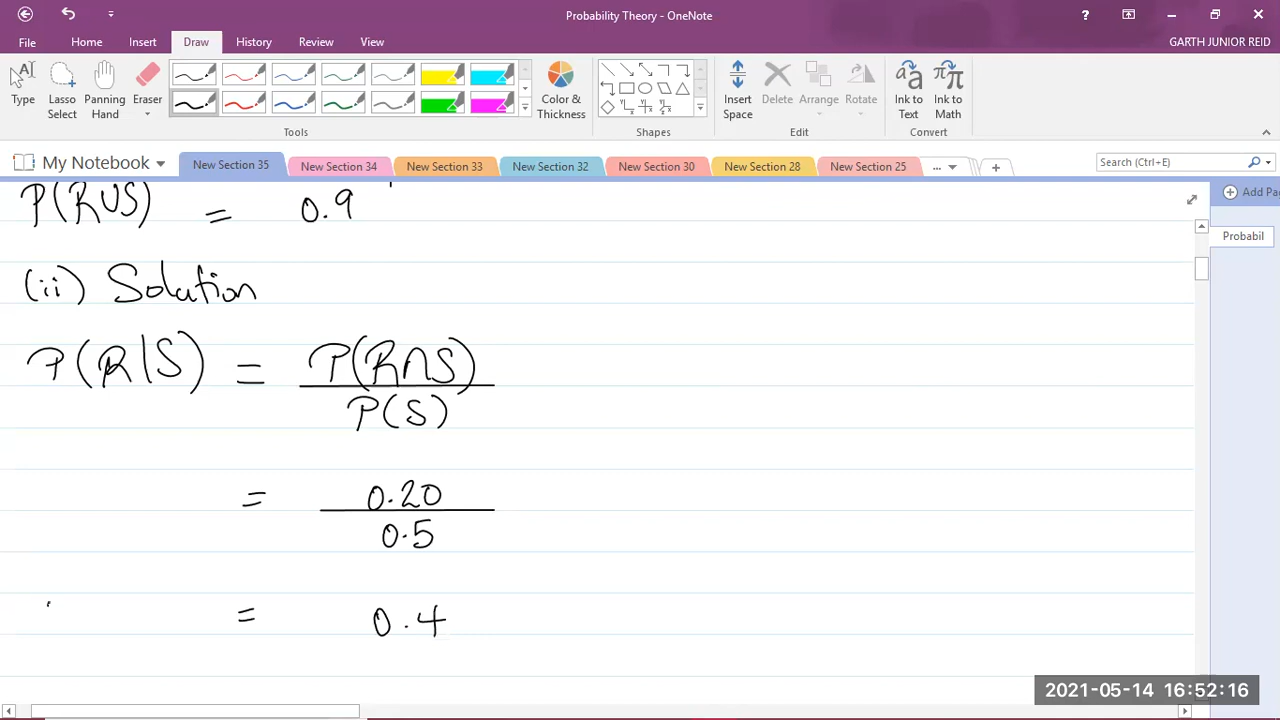 Probability Theory - OneNote
File Home Insert Draw History Review View GARTH JUNIOR REID
Type Lasso Select Panning Hand Eraser Color & Thickness Insert Space Delete Arrange Rotate Ink to Text Ink to Math
Tools Shapes Edit Convert
My Notebook New Section 35 New Section 34 New Section 33 New Section 32 New Section 30 New Section 28 New Section 25 ... Search (Ctrl+E)
Add Pa
Probabil
P(R∪S) = 0.9
(ii) Solution
P(R|S) = P(R∩S)
P(S)
= 0.20
0.5
= 0.4
2021-05-14 16:52:16